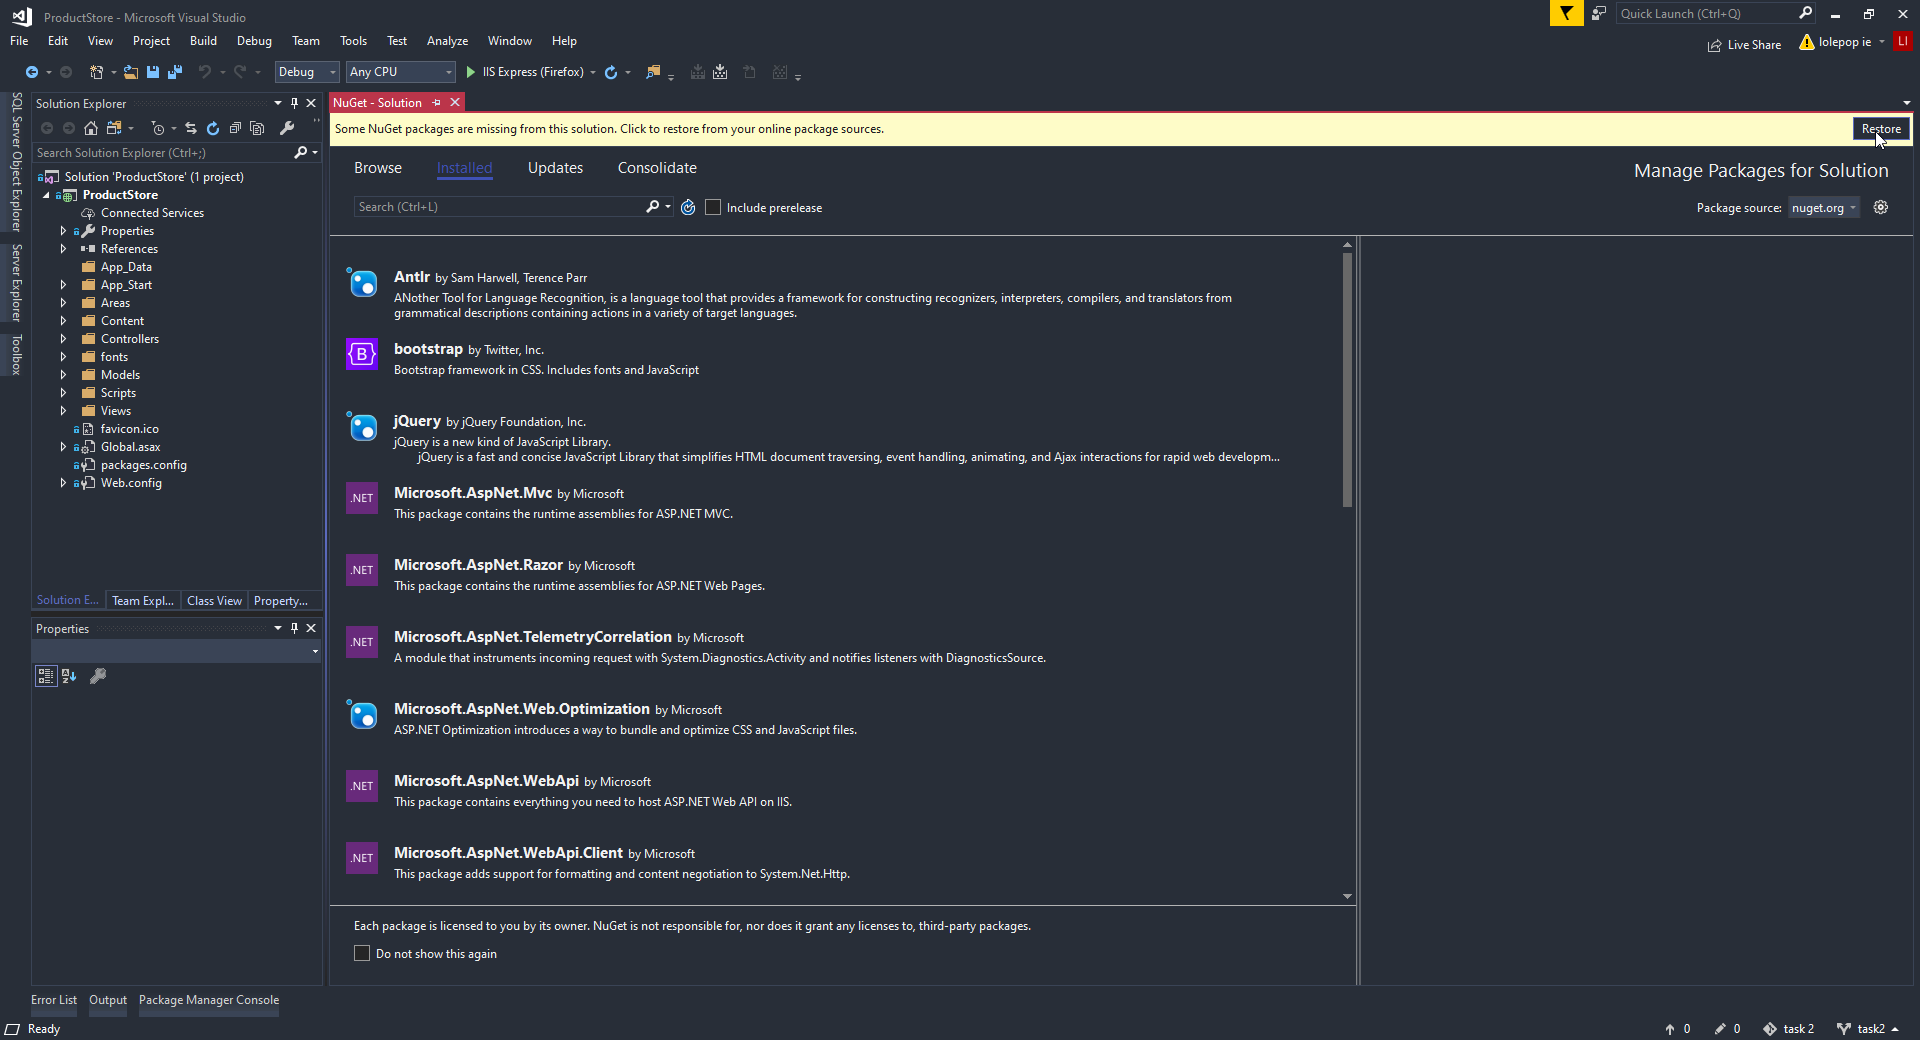 ProductStore - Microsoft Visual Studio
Quick Launch (Ctrl+Q)
File Edit View Project Build Debug Team Tools Test Analyze Window Help
Live Share
lolepop ie
LI
Debug
Any CPU
IIS Express (Firefox)
SQL Server Object Explorer
Server Explorer
Toolbox
Solution Explorer
Search Solution Explorer (Ctrl+;)
Solution 'ProductStore' (1 project)
ProductStore
Connected Services
Properties
References
App_Data
App_Start
Areas
Content
Controllers
fonts
Models
Scripts
Views
favicon.ico
Global.asax
packages.config
Web.config
Solution E... Team Expl... Class View Property...
Properties
NuGet - Solution
Some NuGet packages are missing from this solution. Click to restore from your online package sources.
Restore
Browse Installed Updates Consolidate
Manage Packages for Solution
Search (Ctrl+L)
Include prerelease
Package source: nuget.org
Antlr by Sam Harwell, Terence Parr
ANother Tool for Language Recognition, is a language tool that provides a framework for constructing recognizers, interpreters, compilers, and translators from
grammatical descriptions containing actions in a variety of target languages.
{B}
bootstrap by Twitter, Inc.
Bootstrap framework in CSS. Includes fonts and JavaScript
jQuery by jQuery Foundation, Inc.
jQuery is a new kind of JavaScript Library.
jQuery is a fast and concise JavaScript Library that simplifies HTML document traversing, event handling, animating, and Ajax interactions for rapid web developm...
.NET
Microsoft.AspNet.Mvc by Microsoft
This package contains the runtime assemblies for ASP.NET MVC.
.NET
Microsoft.AspNet.Razor by Microsoft
This package contains the runtime assemblies for ASP.NET Web Pages.
.NET
Microsoft.AspNet.TelemetryCorrelation by Microsoft
A module that instruments incoming request with System.Diagnostics.Activity and notifies listeners with DiagnosticsSource.
Microsoft.AspNet.Web.Optimization by Microsoft
ASP.NET Optimization introduces a way to bundle and optimize CSS and JavaScript files.
.NET
Microsoft.AspNet.WebApi by Microsoft
This package contains everything you need to host ASP.NET Web API on IIS.
.NET
Microsoft.AspNet.WebApi.Client by Microsoft
This package adds support for formatting and content negotiation to System.Net.Http.
Each package is licensed to you by its owner. NuGet is not responsible for, nor does it grant any licenses to, third-party packages.
Do not show this again
Error List Output Package Manager Console
Ready
0 0 task 2 task2